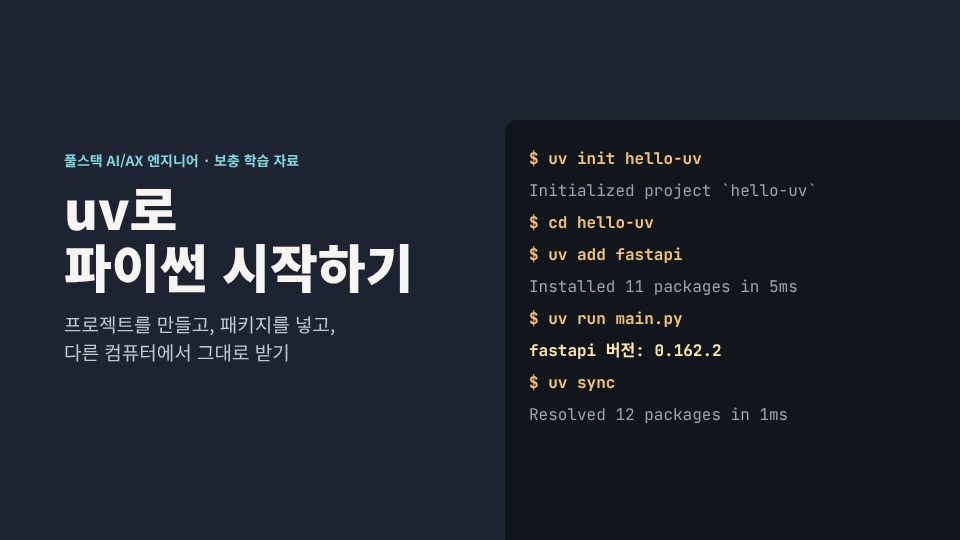 풀스택 AI/AX 엔지니어 · 보충 학습 자료
uv로
파이썬 시작하기
프로젝트를 만들고, 패키지를 넣고,
다른 컴퓨터에서 그대로 받기
$ uv init hello-uv
Initialized project `hello-uv`
$ cd hello-uv
$ uv add fastapi
Installed 11 packages in 5ms
$ uv run main.py
fastapi 버전: 0.162.2
$ uv sync
Resolved 12 packages in 1ms